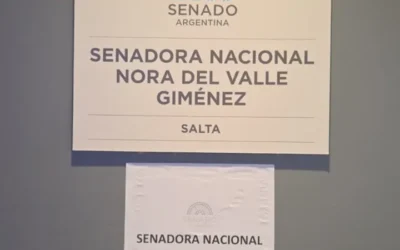 SENADO
ARGENTINA
SENADORA NACIONAL
NORA DEL VALLE
GIMÉNEZ
SALTA
SENADORA NACIONAL